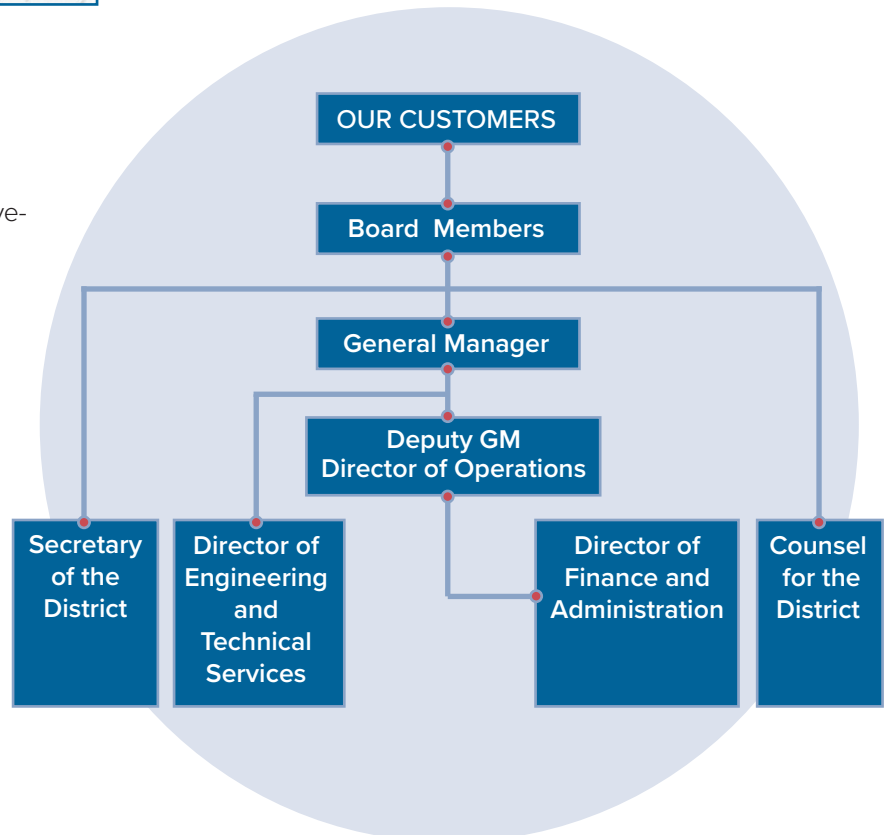 OUR CUSTOMERS
ve-
Board Members
General Manager
Deputy GM
Director of Operations
Secretary
of the
District
Director of
Engineering
and
Technical
Services
Director of
Finance and
Administration
Counsel
for the
District